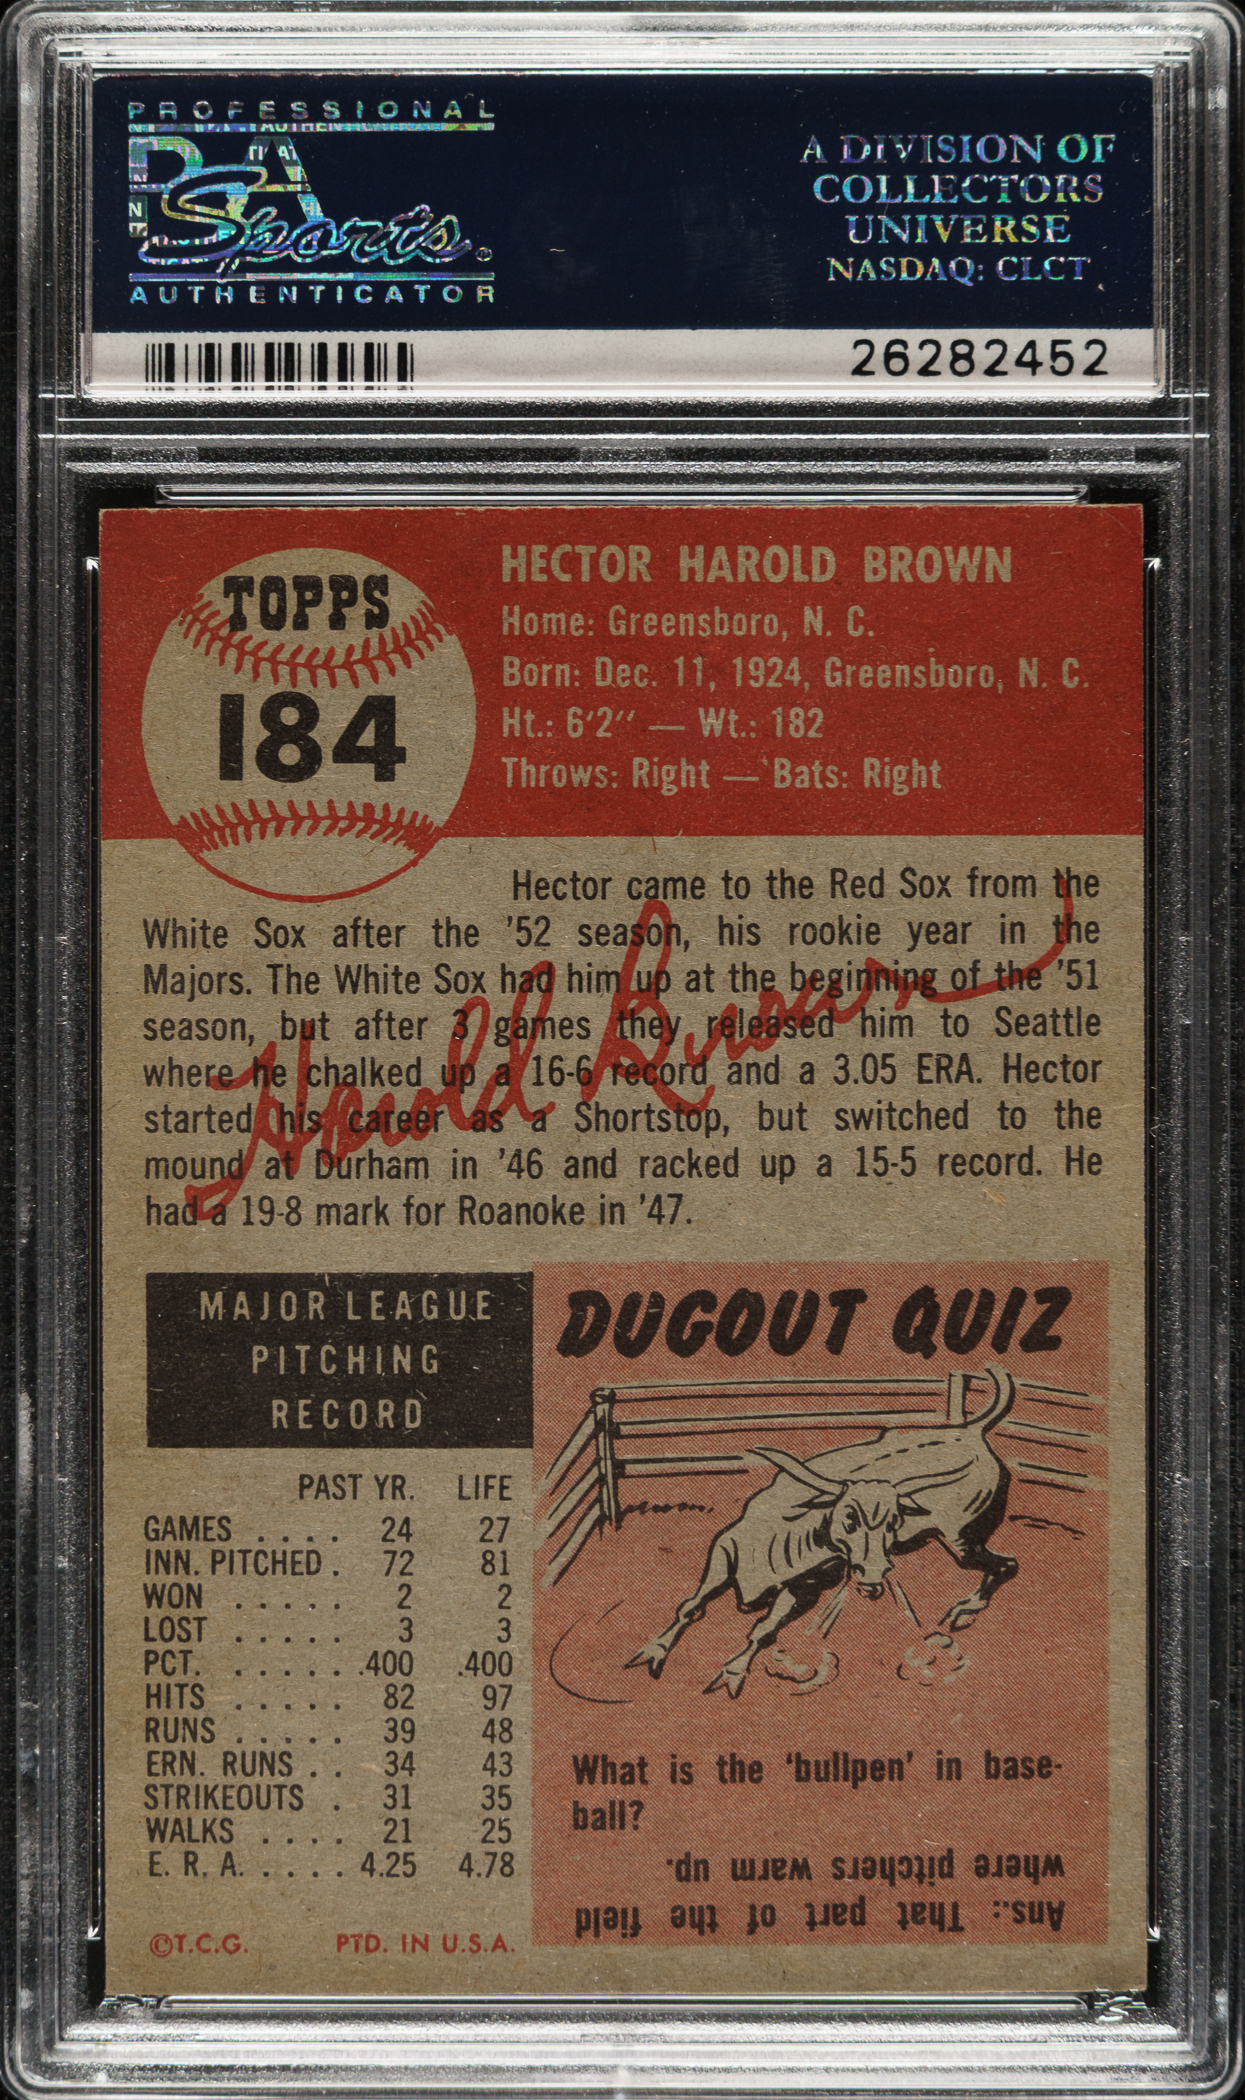 PROFESSIONAL
PSA
Sports®
AUTHENTICATOR
A DIVISION OF
COLLECTORS
UNIVERSE
NASDAQ: CLCT
26282452
TOPPS
184
HECTOR HAROLD BROWN
Home: Greensboro, N. C.
Born: Dec. 11, 1924, Greensboro, N. C.
Ht.: 6'2" — Wt.: 182
Throws: Right — Bats: Right
Hector came to the Red Sox from the
White Sox after the '52 season, his rookie year in the
Majors. The White Sox had him up at the beginning of the '51
season, but after 3 games they released him to Seattle
where he chalked up a 16-6 record and a 3.05 ERA. Hector
started his career as a Shortstop, but switched to the
mound at Durham in '46 and racked up a 15-5 record. He
had a 19-8 mark for Roanoke in '47.
Harold Brown
MAJOR LEAGUE
PITCHING
RECORD
PAST YR. LIFE
GAMES . . . . 24 27
INN. PITCHED . 72 81
WON . . . . . 2 2
LOST . . . . . 3 3
PCT. . . . . . . .400 .400
HITS . . . . . 82 97
RUNS . . . . . 39 48
ERN. RUNS . . 34 43
STRIKEOUTS . 31 35
WALKS . . . . 21 25
E. R. A. . . . . 4.25 4.78
©T.C.G. PTD. IN U.S.A.
DUGOUT QUIZ
What is the 'bullpen' in base-
ball?
Ans.: That part of the field
where pitchers warm up.